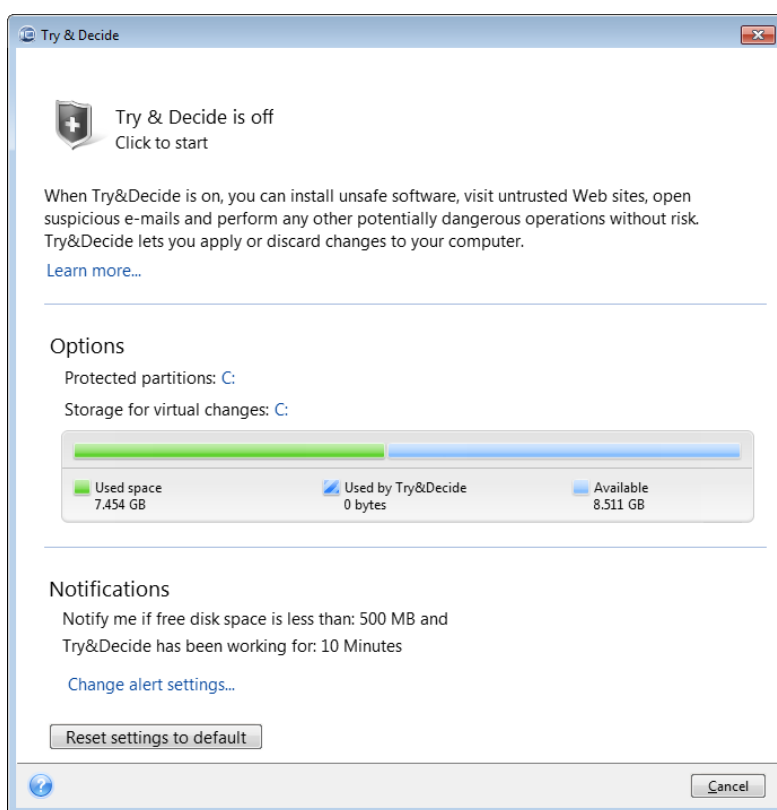 Try & Decide
Try & Decide is off
Click to start
When Try&Decide is on, you can install unsafe software, visit untrusted Web sites, open
suspicious e-mails and perform any other potentially dangerous operations without risk.
Try&Decide lets you apply or discard changes to your computer.
Learn more...
Options
Protected partitions: C:
Storage for virtual changes: C:
Used space
7.454 GB
Used by Try&Decide
0 bytes
Available
8.511 GB
Notifications
Notify me if free disk space is less than: 500 MB and
Try&Decide has been working for: 10 Minutes
Change alert settings...
Reset settings to default
Cancel